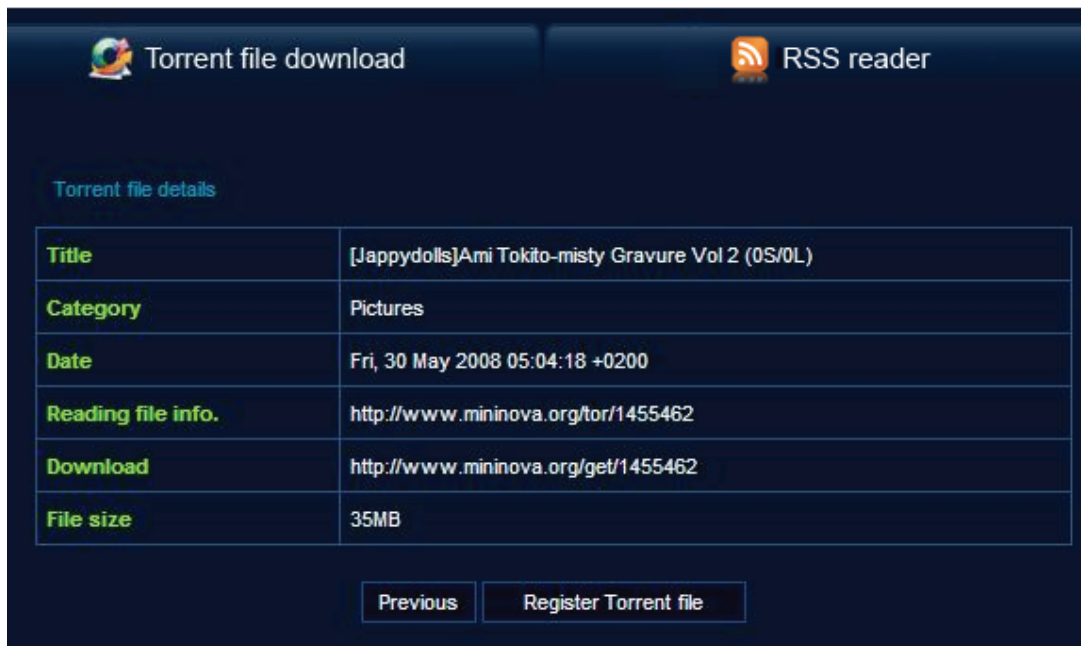 Torrent file download
RSS reader
Torrent file details
Title [Jappydolls]Ami Tokito-misty Gravure Vol 2 (0S/0L)
Category Pictures
Date Fri, 30 May 2008 05:04:18 +0200
Reading file info. http://www.mininova.org/tor/1455462
Download http://www.mininova.org/get/1455462
File size 35MB
Previous Register Torrent file